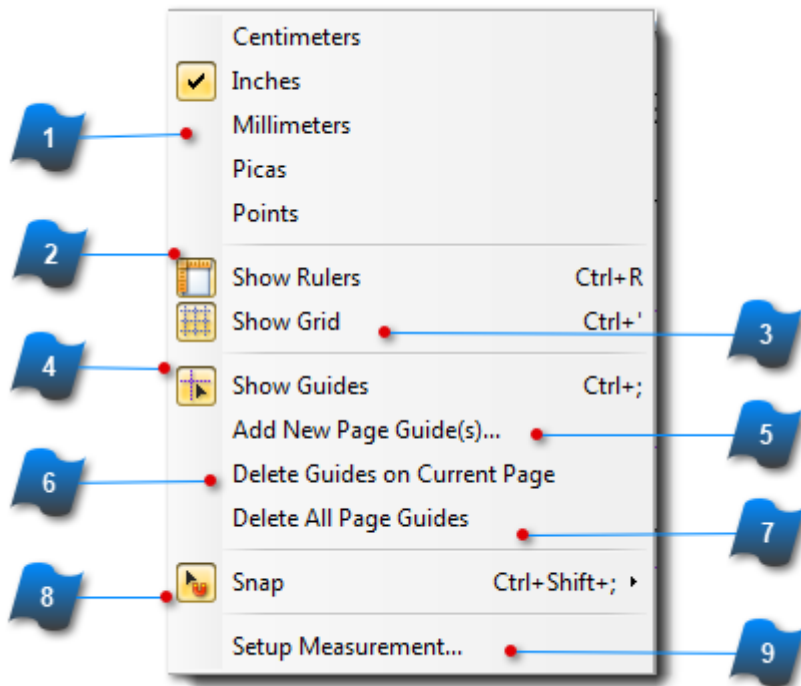 Centimeters
Inches
1
Millimeters
Picas
Points
2
Show Rulers Ctrl+R
Show Grid Ctrl+'
3
4
Show Guides Ctrl+;
Add New Page Guide(s)...
5
6
Delete Guides on Current Page
Delete All Page Guides
7
8
Snap Ctrl+Shift+;
Setup Measurement...
9